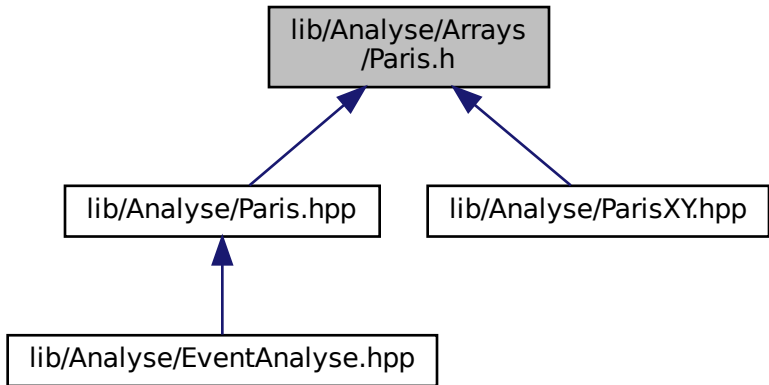 lib/Analyse/Arrays
/Paris.h
lib/Analyse/Paris.hpp
lib/Analyse/ParisXY.hpp
lib/Analyse/EventAnalyse.hpp